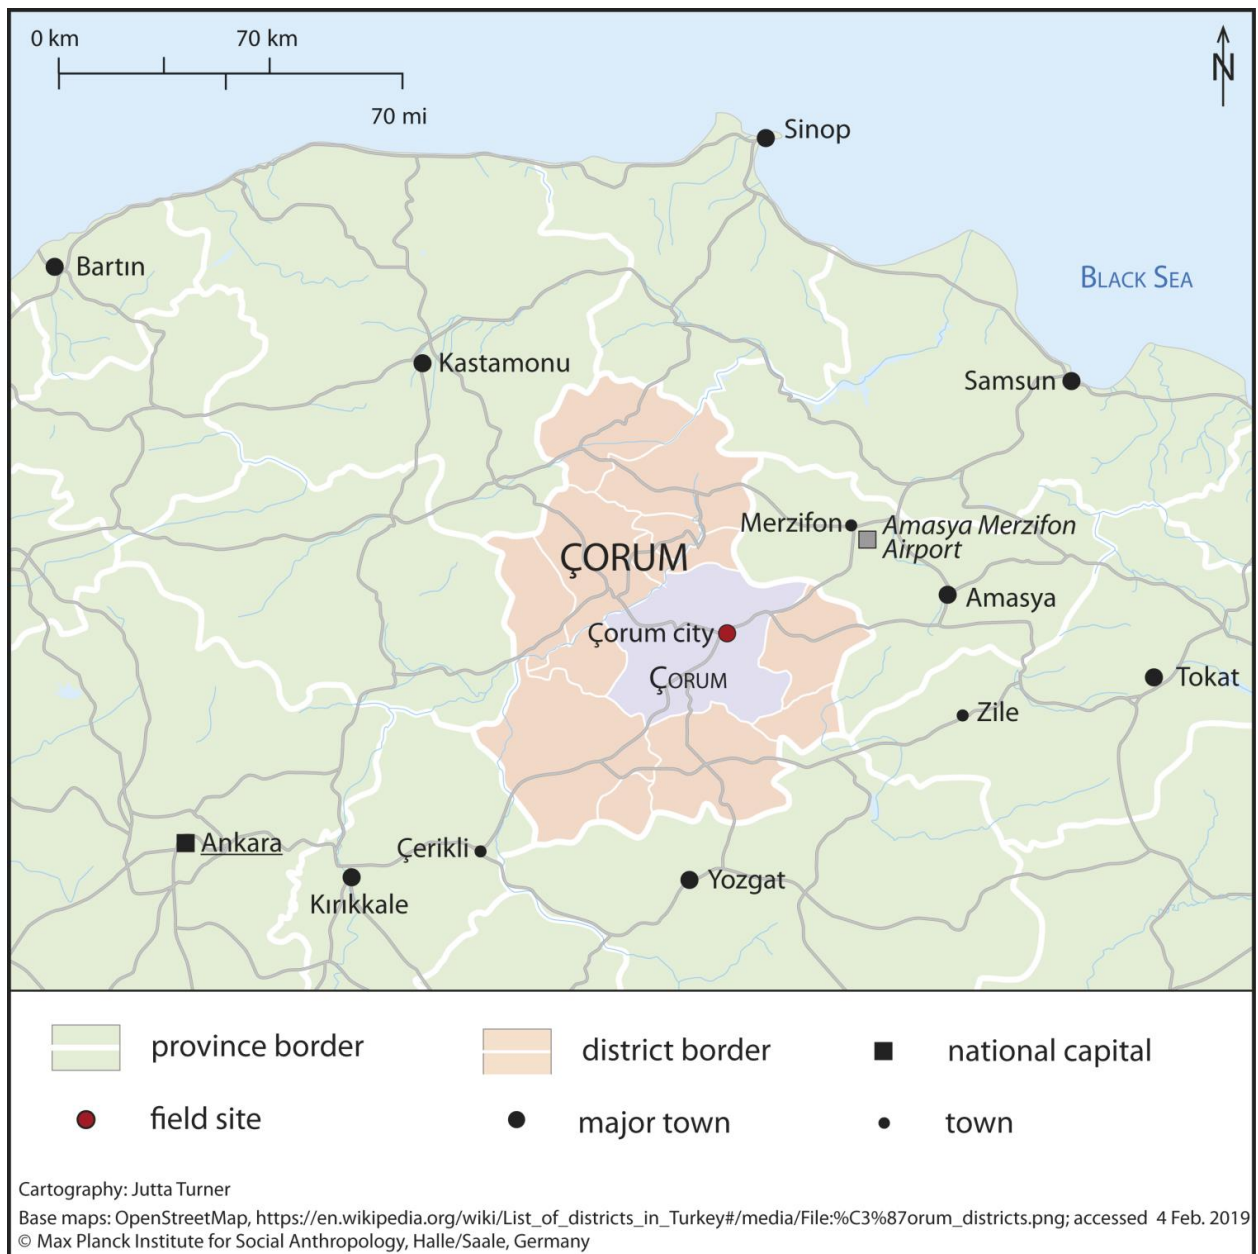 0 km 70 km
70 mi
N
Sinop
Bartın
BLACK SEA
Kastamonu
Samsun
Merzifon
Amasya Merzifon
Airport
ÇORUM
Amasya
Çorum city
ÇORUM
Tokat
Zile
Ankara
Çerikli
Kırıkkale
Yozgat
province border
district border
national capital
field site
major town
town
Cartography: Jutta Turner
Base maps: OpenStreetMap, https://en.wikipedia.org/wiki/List_of_districts_in_Turkey#/media/File:%C3%87orum_districts.png; accessed 4 Feb. 2019
© Max Planck Institute for Social Anthropology, Halle/Saale, Germany